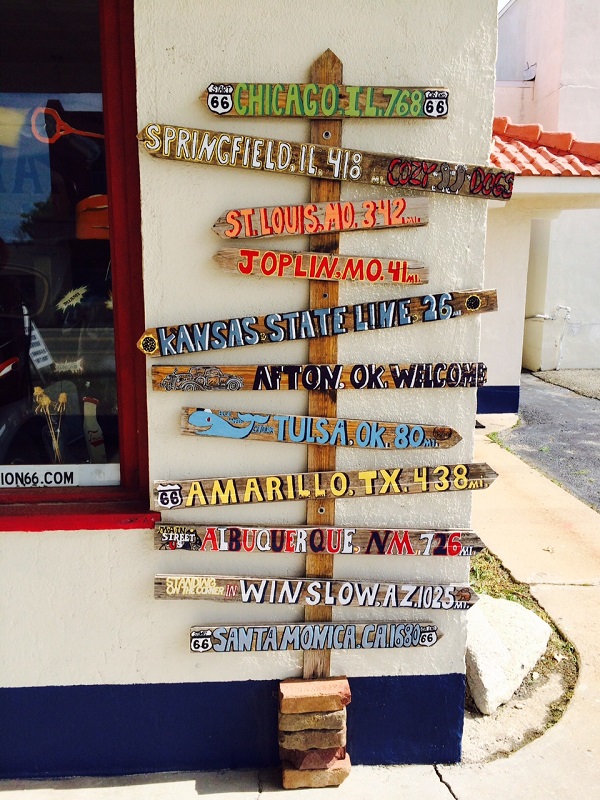 START
66
CHICAGO, IL, 768
66
SPRINGFIELD, IL, 418 MI. COZY DOGS
ST. LOUIS, MO. 342 MI.
JOPLIN, MO. 41 MI.
KANSAS, STATE LINE, 26
AFTON, OK, WELCOME
TULSA, OK, 80 MI.
66
AMARILLO, TX, 438 MI
MAIN STREET
ALBUQUERQUE, NM, 726 MI.
STANDING
ON THE CORNER IN
WINSLOW, AZ, 1025 MI.
66
SANTA MONICA, CA, 1680
66
ION66.COM